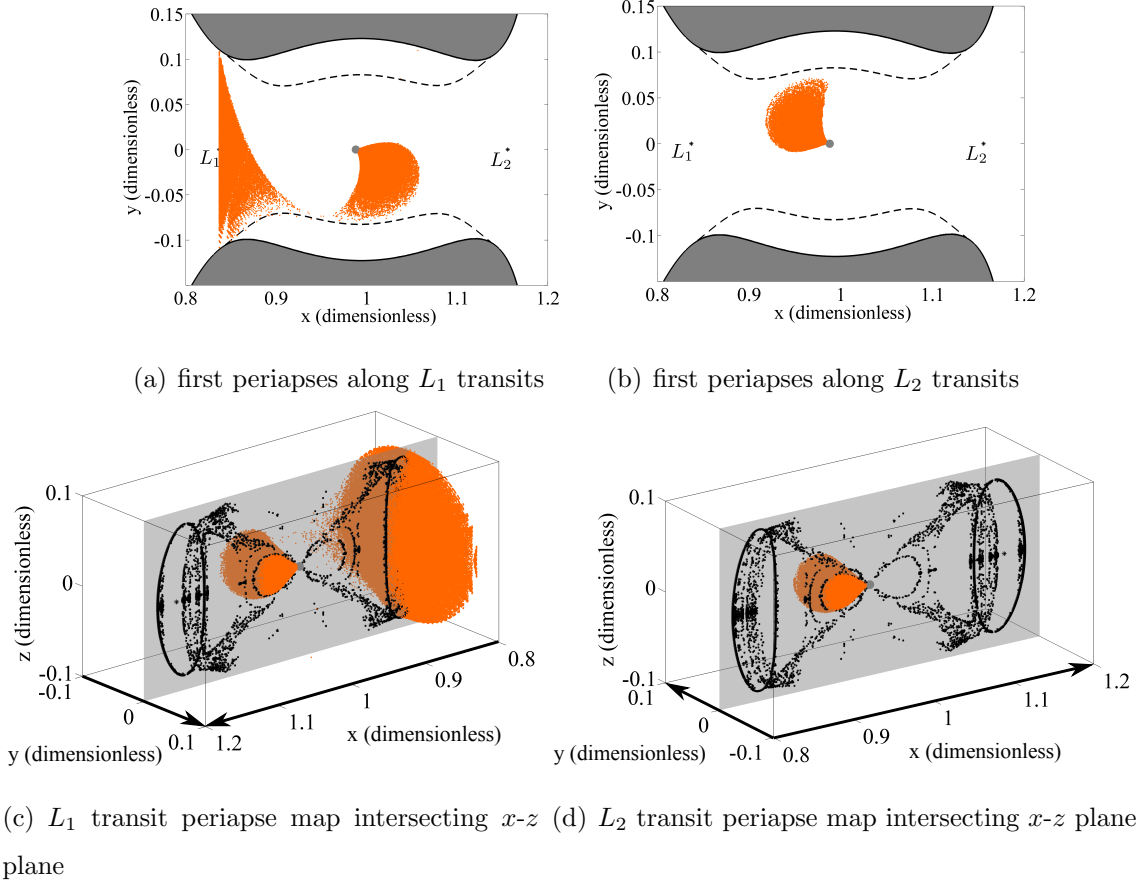 0.15
0.1
0.05
0
-0.05
-0.1
y (dimensionless)
L1
L2
0.8
0.9
1
1.1
1.2
x (dimensionless)
0.15
0.1
0.05
0
-0.05
-0.1
y (dimensionless)
L1
L2
0.8
0.9
1
1.1
1.2
x (dimensionless)
(a) first periapses along L1 transits
(b) first periapses along L2 transits
0.1
0
-0.1
z (dimensionless)
-0.1
0
0.1
y (dimensionless)
1.2
1.1
1
0.9
0.8
x (dimensionless)
0.1
0
-0.1
z (dimensionless)
0.1
0
-0.1
y (dimensionless)
0.8
0.9
1
1.1
1.2
x (dimensionless)
(c) L1 transit periapse map intersecting x-z
plane
(d) L2 transit periapse map intersecting x-z plane